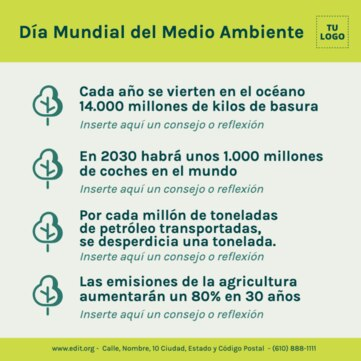 Día Mundial del Medio Ambiente
TU
LOGO
Cada año se vierten en el océano
14.000 millones de kilos de basura
Inserte aquí un consejo o reflexión
En 2030 habrá unos 1.000 millones
de coches en el mundo
Inserte aquí un consejo o reflexión
Por cada millón de toneladas
de petróleo transportadas,
se desperdicia una tonelada.
Inserte aquí un consejo o reflexión
Las emisiones de la agricultura
aumentarán un 80% en 30 años
Inserte aquí un consejo o reflexión
www.edit.org - Calle, Nombre, 10 Ciudad, Estado y Código Postal - (610) 888-1111